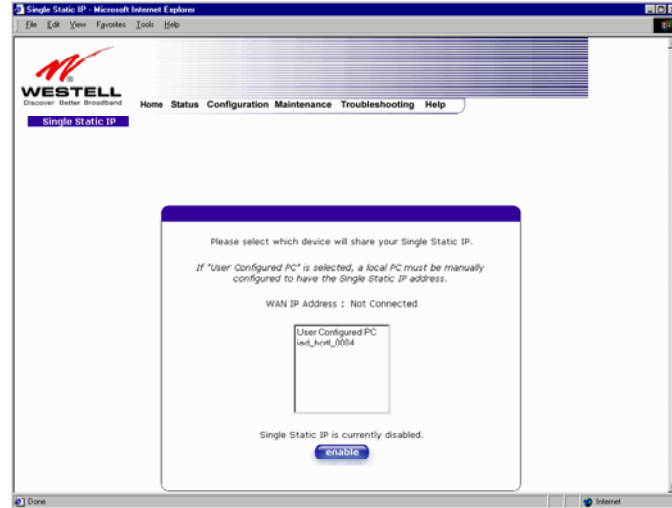 Single Static IP - Microsoft Internet Explorer
File Edit View Favorites Tools Help
WESTELL
Discover Better Broadband
Home Status Configuration Maintenance Troubleshooting Help
Single Static IP
Please select which device will share your Single Static IP.
If "User Configured PC" is selected, a local PC must be manually
configured to have the Single Static IP address.
WAN IP Address : Not Connected
User Configured PC
Single Static IP is currently disabled.
enable
Done
Internet